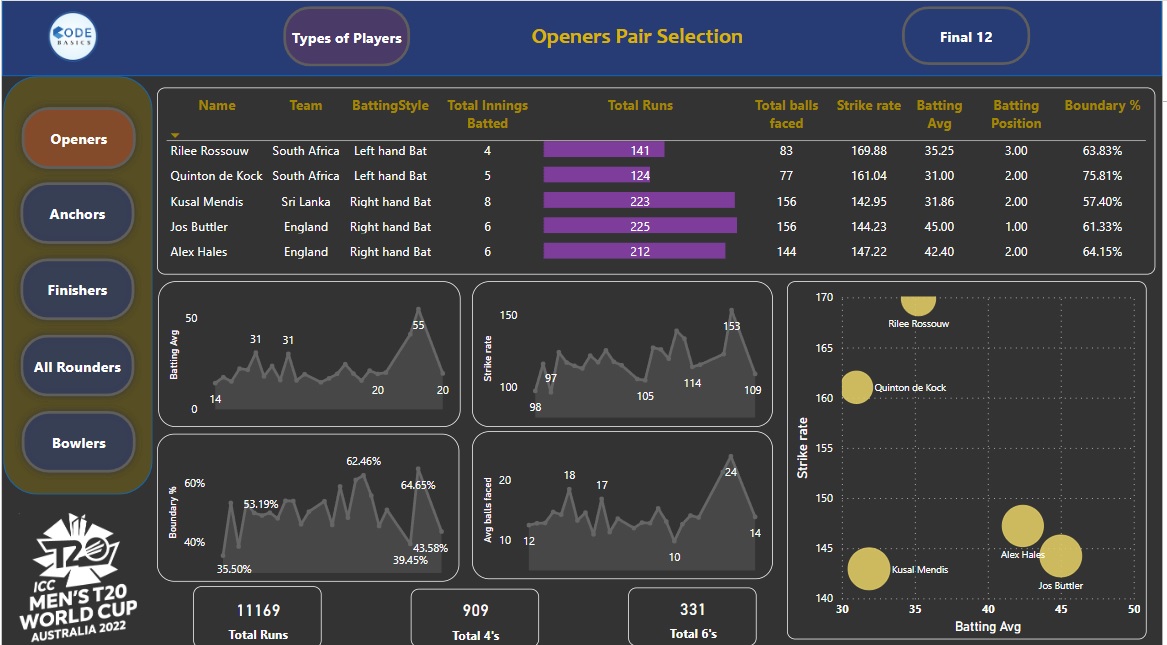 CODE
BASICS
Types of Players
Openers Pair Selection
Final 12
Openers
Anchors
Finishers
All Rounders
Bowlers
T20
ICC
MEN'S T20
WORLD CUP
AUSTRALIA 2022
Name Team BattingStyle Total Innings Batted Total Runs Total balls faced Strike rate Batting Avg Batting Position Boundary %
Rilee Rossouw South Africa Left hand Bat 4 141 83 169.88 35.25 3.00 63.83%
Quinton de Kock South Africa Left hand Bat 5 124 77 161.04 31.00 2.00 75.81%
Kusal Mendis Sri Lanka Right hand Bat 8 223 156 142.95 31.86 2.00 57.40%
Jos Buttler England Right hand Bat 6 225 156 144.23 45.00 1.00 61.33%
Alex Hales England Right hand Bat 6 212 144 147.22 42.40 2.00 64.15%
Batting Avg
50
0
14
31
31
20
55
20
Strike rate
150
100
98
97
105
114
153
109
Boundary %
60%
40%
35.50%
53.19%
62.46%
39.45%
64.65%
43.58%
Avg balls faced
20
10
12
18
17
10
24
14
Strike rate
170
165
160
155
150
145
140
Rilee Rossouw
Quinton de Kock
Alex Hales
Kusal Mendis
Jos Buttler
30 35 40 45 50
Batting Avg
11169
Total Runs
909
Total 4's
331
Total 6's